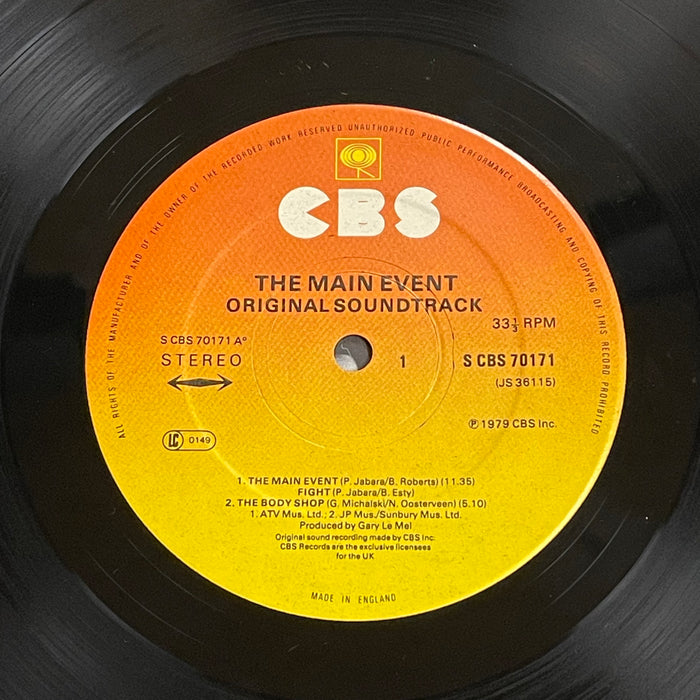 ALL RIGHTS OF THE MANUFACTURER AND OF THE OWNER OF THE RECORDED WORK RESERVED UNAUTHORIZED PUBLIC PERFORMANCE BROADCASTING AND COPYING OF THIS RECORD PROHIBITED
CBS
THE MAIN EVENT
ORIGINAL SOUNDTRACK
33⅓ RPM
S CBS 70171 Aº
STEREO
1
S CBS 70171
(JS 36115)
℗ 1979 CBS Inc.
LC 0149
1. THE MAIN EVENT (P. Jabara/B. Roberts) (11.35)
FIGHT (P. Jabara/B. Esty)
2. THE BODY SHOP (G. Michalski/N. Oosterveen) (5.10)
1. ATV Mus. Ltd.; 2. JP Mus./Sunbury Mus. Ltd.
Produced by Gary Le Mel
Original sound recording made by CBS Inc.
CBS Records are the exclusive licensees
for the UK
MADE IN ENGLAND